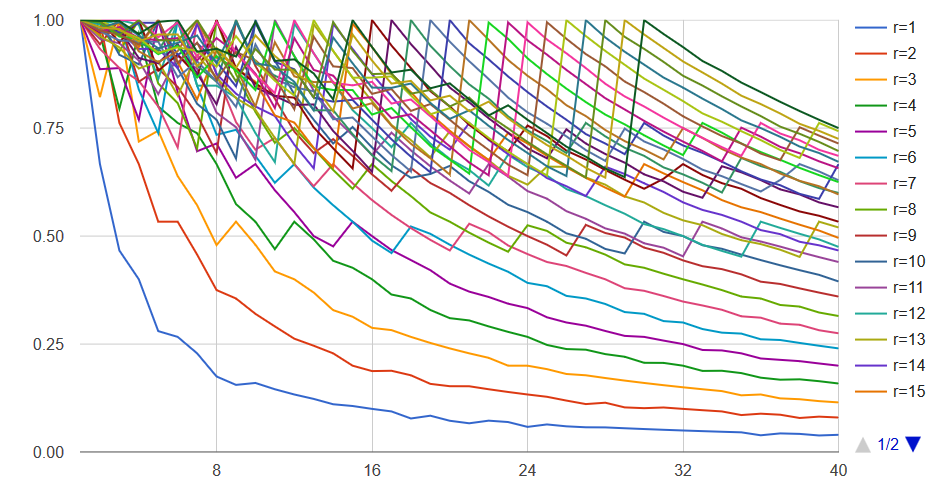 1.00
0.75
0.50
0.25
0.00
8
16
24
32
40
r=1
r=2
r=3
r=4
r=5
r=6
r=7
r=8
r=9
r=10
r=11
r=12
r=13
r=14
r=15
1/2